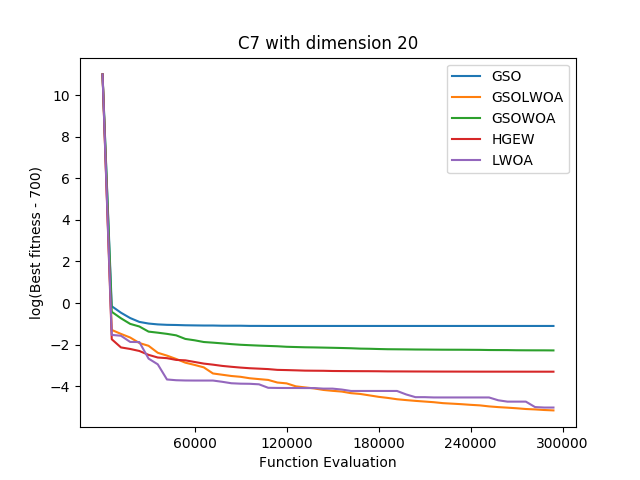 C7 with dimension 20
log(Best fitness - 700)
10
8
6
4
2
0
−2
−4
GSO
GSOLWOA
GSOWOA
HGEW
LWOA
60000 120000 180000 240000 300000
Function Evaluation